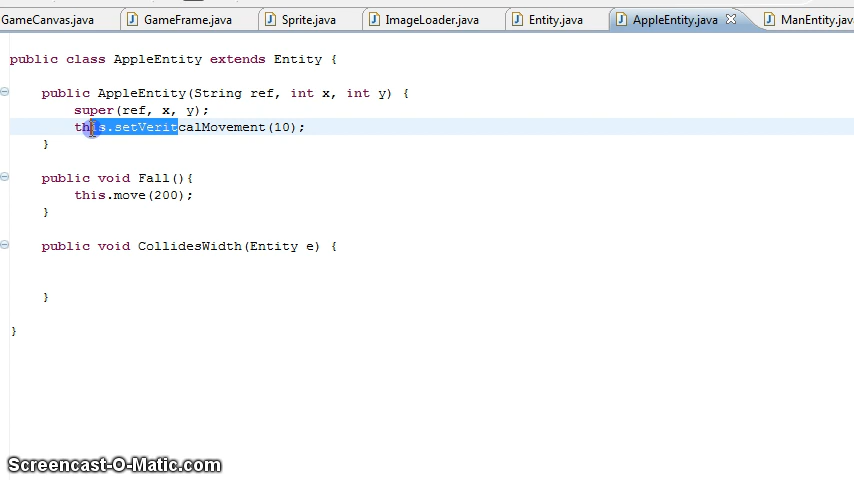 GameCanvas.java GameFrame.java Sprite.java ImageLoader.java Entity.java AppleEntity.java ManEntity.jav
public class AppleEntity extends Entity {
public AppleEntity(String ref, int x, int y) {
super(ref, x, y);
this.setVeritcalMovement(10);
}
public void Fall(){
this.move(200);
}
public void CollidesWidth(Entity e) {
}
}
Screencast-O-Matic.com